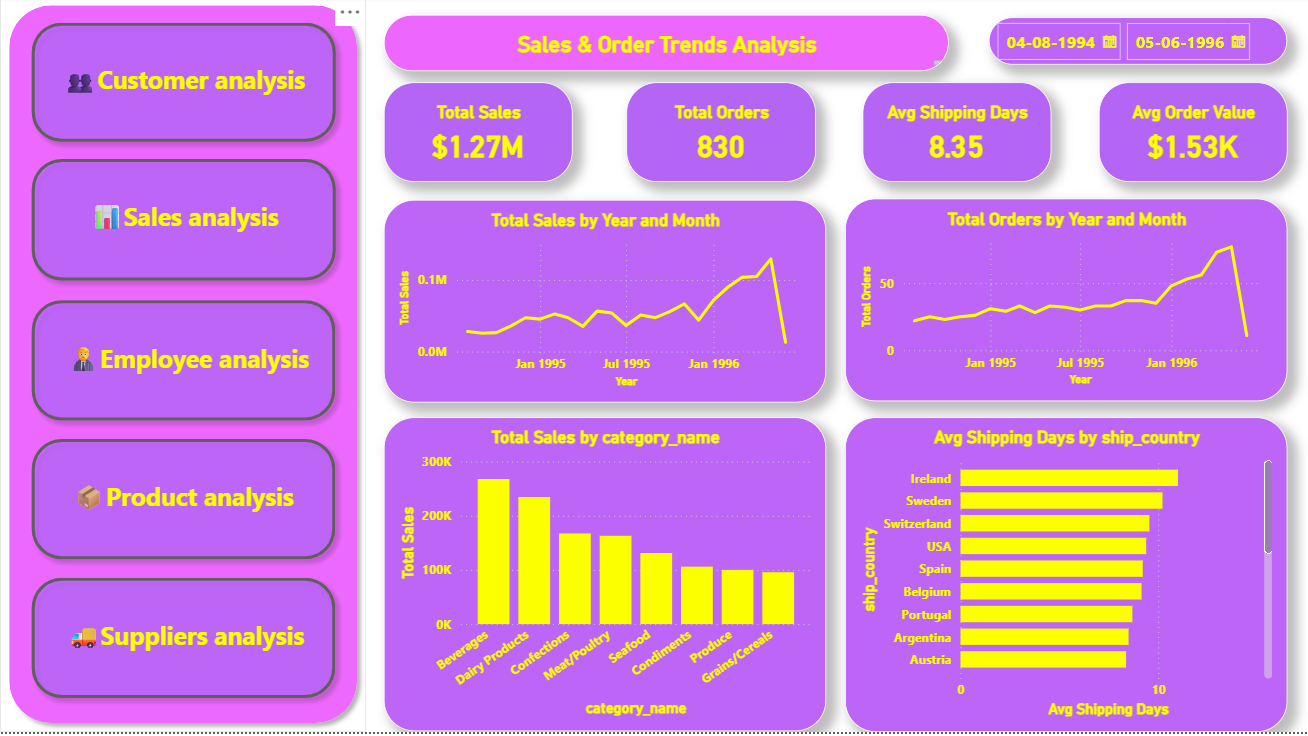 Customer analysis
Sales analysis
Employee analysis
Product analysis
Suppliers analysis
Sales & Order Trends Analysis
04-08-1994
05-06-1996
Total Sales
$1.27M
Total Orders
830
Avg Shipping Days
8.35
Avg Order Value
$1.53K
Total Sales by Year and Month
Total Sales
0.1M
0.0M
Jan 1995
Jul 1995
Jan 1996
Year
Total Orders by Year and Month
Total Orders
50
0
Jan 1995
Jul 1995
Jan 1996
Year
Total Sales by category_name
Total Sales
300K
200K
100K
0K
Beverages
Dairy Products
Confections
Meat/Poultry
Seafood
Condiments
Produce
Grains/Cereals
category_name
Avg Shipping Days by ship_country
ship_country
Ireland
Sweden
Switzerland
USA
Spain
Belgium
Portugal
Argentina
Austria
0
10
Avg Shipping Days